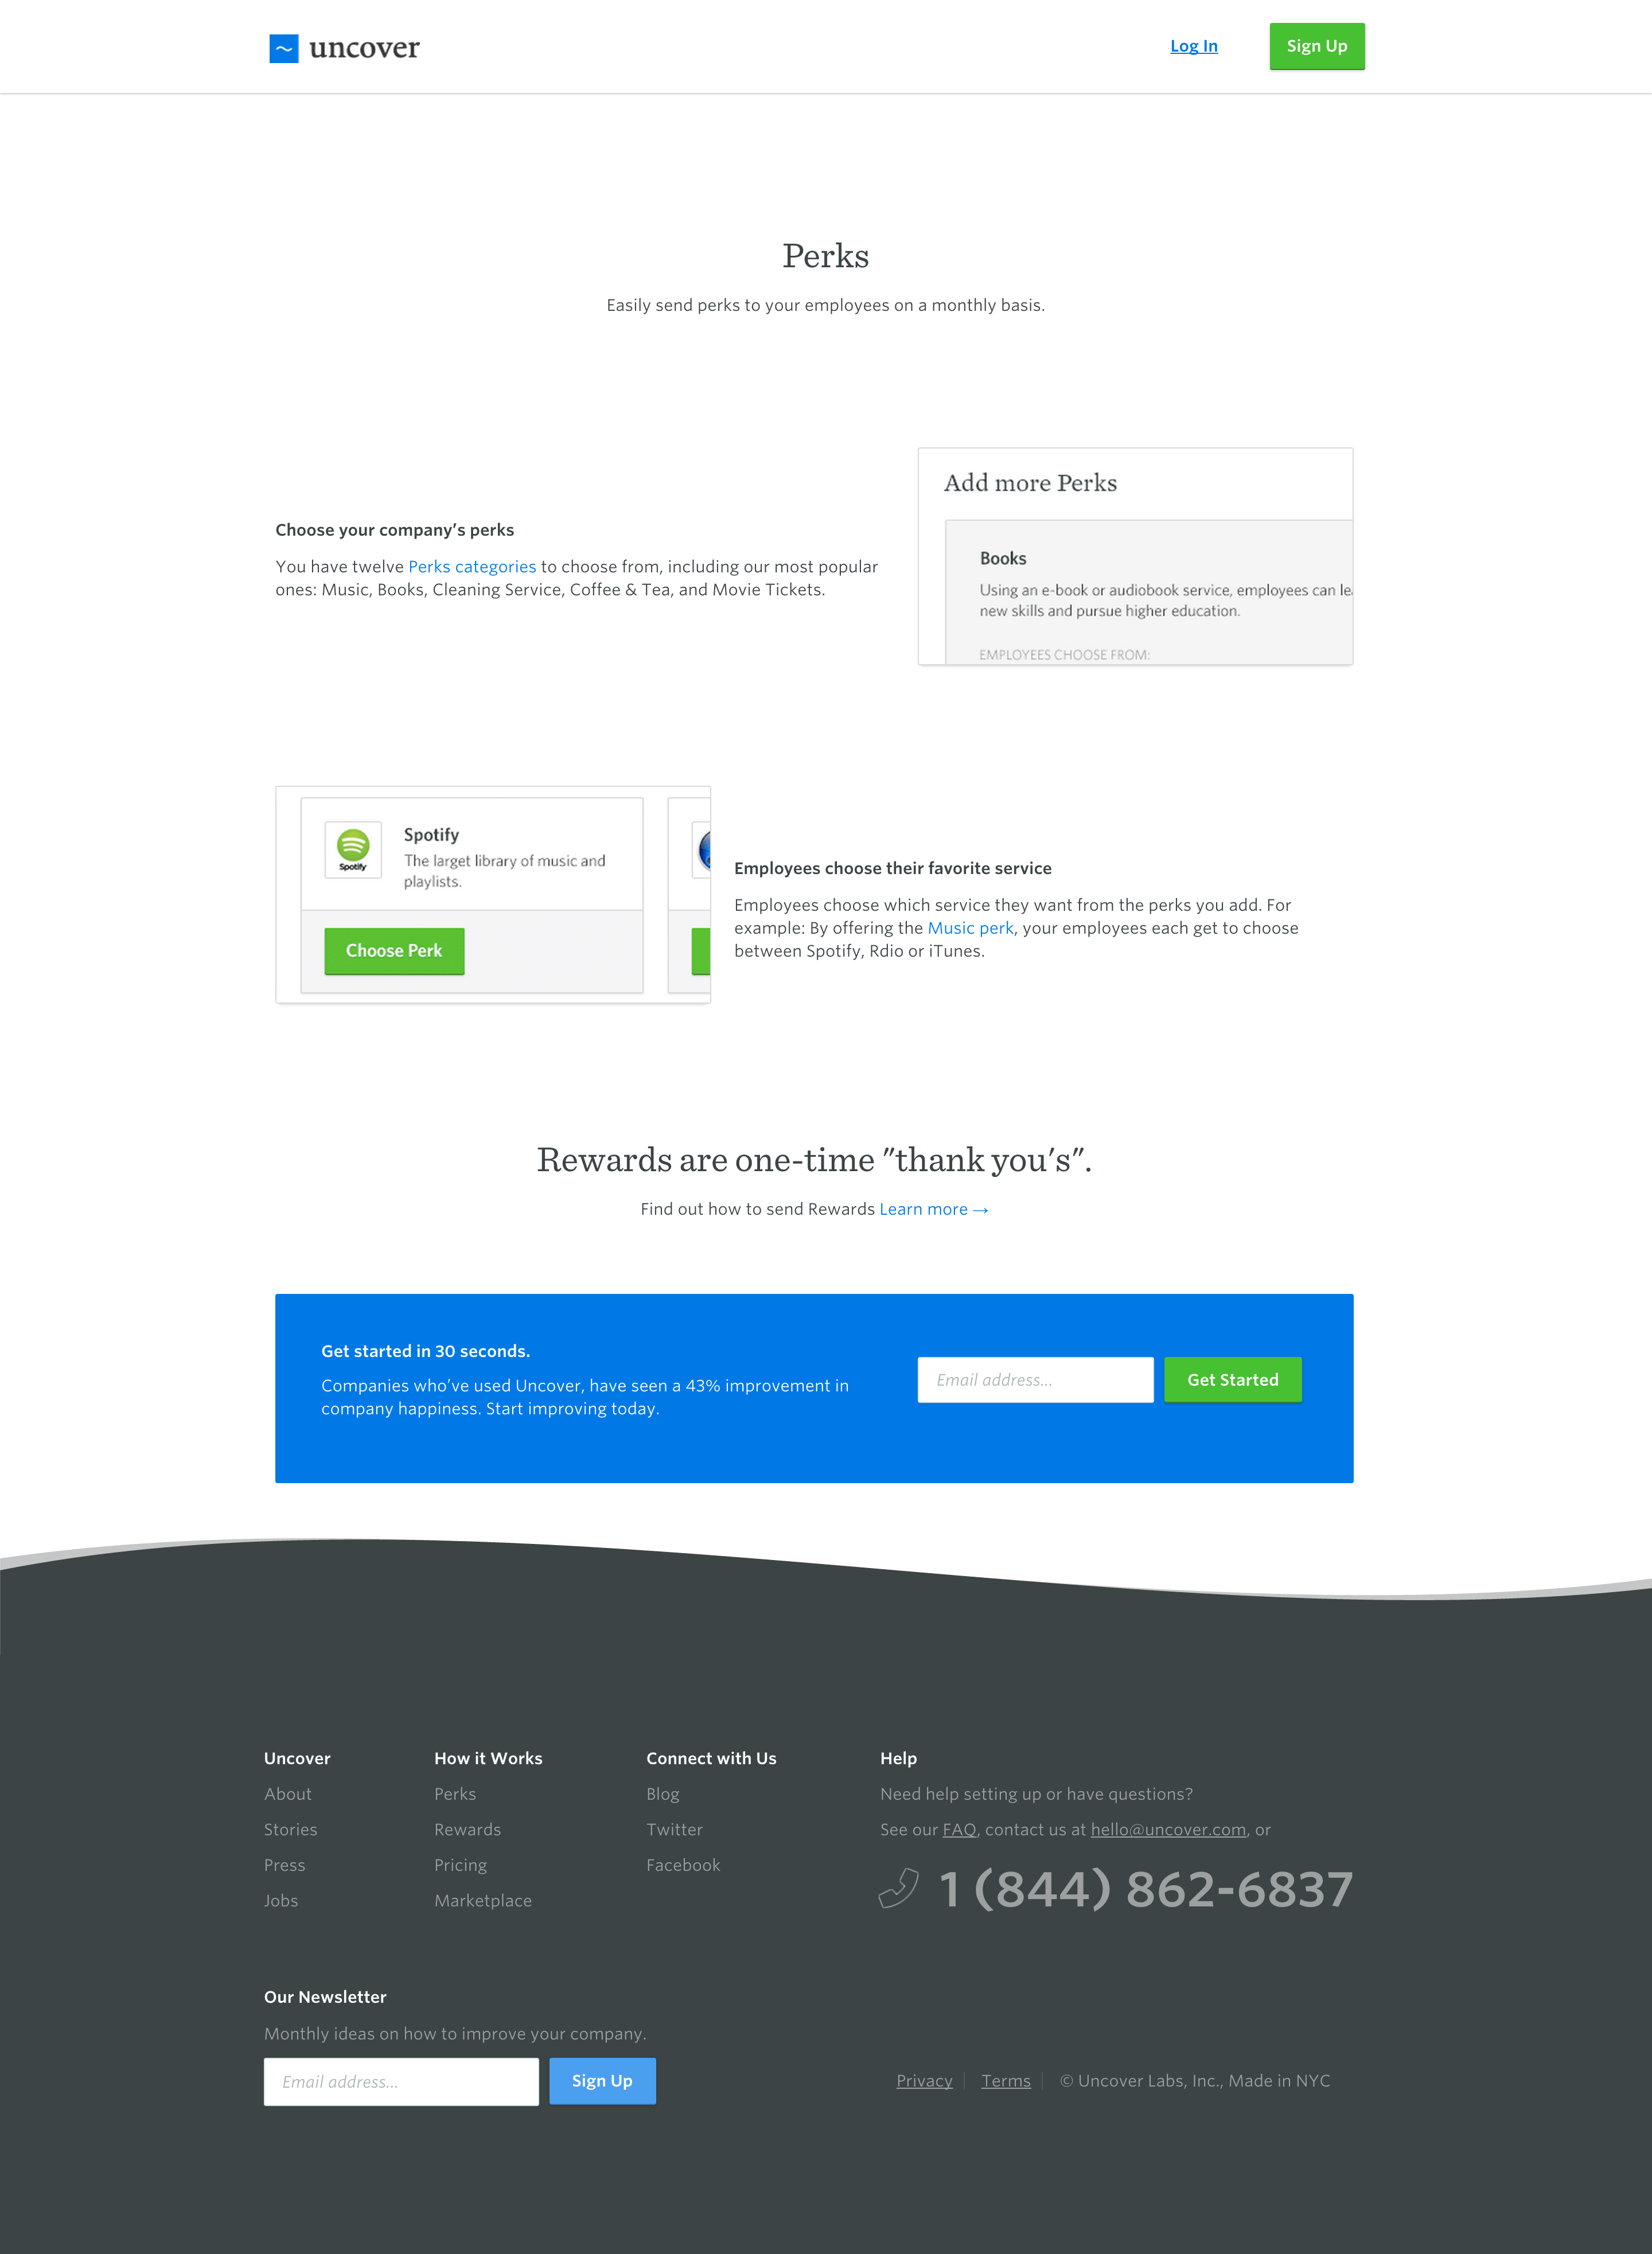 uncover
Log In
Sign Up
Perks
Easily send perks to your employees on a monthly basis.
Choose your company’s perks
You have twelve Perks categories to choose from, including our most popular
ones: Music, Books, Cleaning Service, Coffee & Tea, and Movie Tickets.
Add more Perks
Books
Using an e-book or audiobook service, employees can
new skills and pursue higher education.
EMPLOYEES CHOOSE FROM:
Spotify
Spotify
The larget library of music and
playlists.
Choose Perk
Employees choose their favorite service
Employees choose which service they want from the perks you add. For
example: By offering the Music perk, your employees each get to choose
between Spotify, Rdio or iTunes.
Rewards are one-time "thank you's".
Find out how to send Rewards Learn more →
Get started in 30 seconds.
Companies who’ve used Uncover, have seen a 43% improvement in
company happiness. Start improving today.
Email address...
Get Started
Uncover
About
Stories
Press
Jobs
How it Works
Perks
Rewards
Pricing
Marketplace
Connect with Us
Blog
Twitter
Facebook
Help
Need help setting up or have questions?
See our FAQ, contact us at hello@uncover.com, or
1 (844) 862-6837
Our Newsletter
Monthly ideas on how to improve your company.
Email address...
Sign Up
Privacy
Terms
© Uncover Labs, Inc., Made in NYC